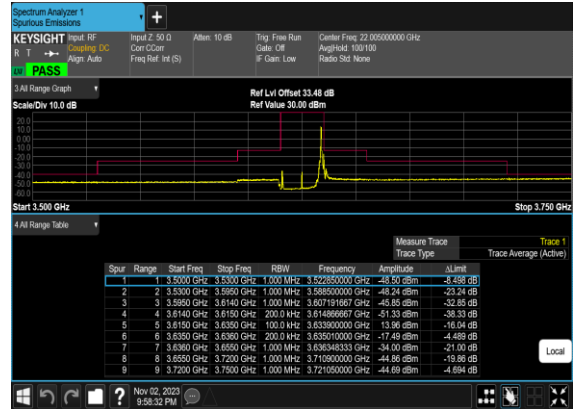 Spectrum Analyzer 1
Spurious Emissions
KEYSIGHT Input: RF Input Z: 50 Ω Atten: 10 dB Trig: Free Run Center Freq: 22.005000000 GHz
R T Coupling: DC Corr CCorr Gate: Off Avg|Hold: 100/100
Align: Auto Freq Ref: Int (S) IF Gain: Low Radio Std: None
PASS
3 All Range Graph
Ref Lvl Offset 33.48 dB
Scale/Div 10.0 dB Ref Value 30.00 dBm
20.0
10.0
0.00
-10.0
-20.0
-30.0
-40.0
-50.0
-60.0
Start 3.500 GHz Stop 3.750 GHz
4 All Range Table
Measure Trace Trace 1
Trace Type Trace Average (Active)
Spur Range Start Freq Stop Freq RBW Frequency Amplitude ΔLimit
1 1 3.5000 GHz 3.5300 GHz 1.000 MHz 3.522850000 GHz -48.50 dBm -8.498 dB
2 2 3.5300 GHz 3.5950 GHz 1.000 MHz 3.588500000 GHz -48.24 dBm -23.24 dB
3 3 3.5950 GHz 3.6140 GHz 1.000 MHz 3.607191667 GHz -45.85 dBm -32.85 dB
4 4 3.6140 GHz 3.6150 GHz 200.0 kHz 3.614866667 GHz -51.33 dBm -38.33 dB
5 5 3.6150 GHz 3.6350 GHz 100.0 kHz 3.633900000 GHz 13.96 dBm -16.04 dB
6 6 3.6350 GHz 3.6360 GHz 200.0 kHz 3.635010000 GHz -17.49 dBm -4.489 dB
7 7 3.6360 GHz 3.6550 GHz 1.000 MHz 3.636348333 GHz -34.00 dBm -21.00 dB
8 8 3.6550 GHz 3.7200 GHz 1.000 MHz 3.710900000 GHz -44.86 dBm -19.86 dB
9 9 3.7200 GHz 3.7500 GHz 1.000 MHz 3.721050000 GHz -44.69 dBm -4.694 dB
Local
Nov 02, 2023
9:58:32 PM